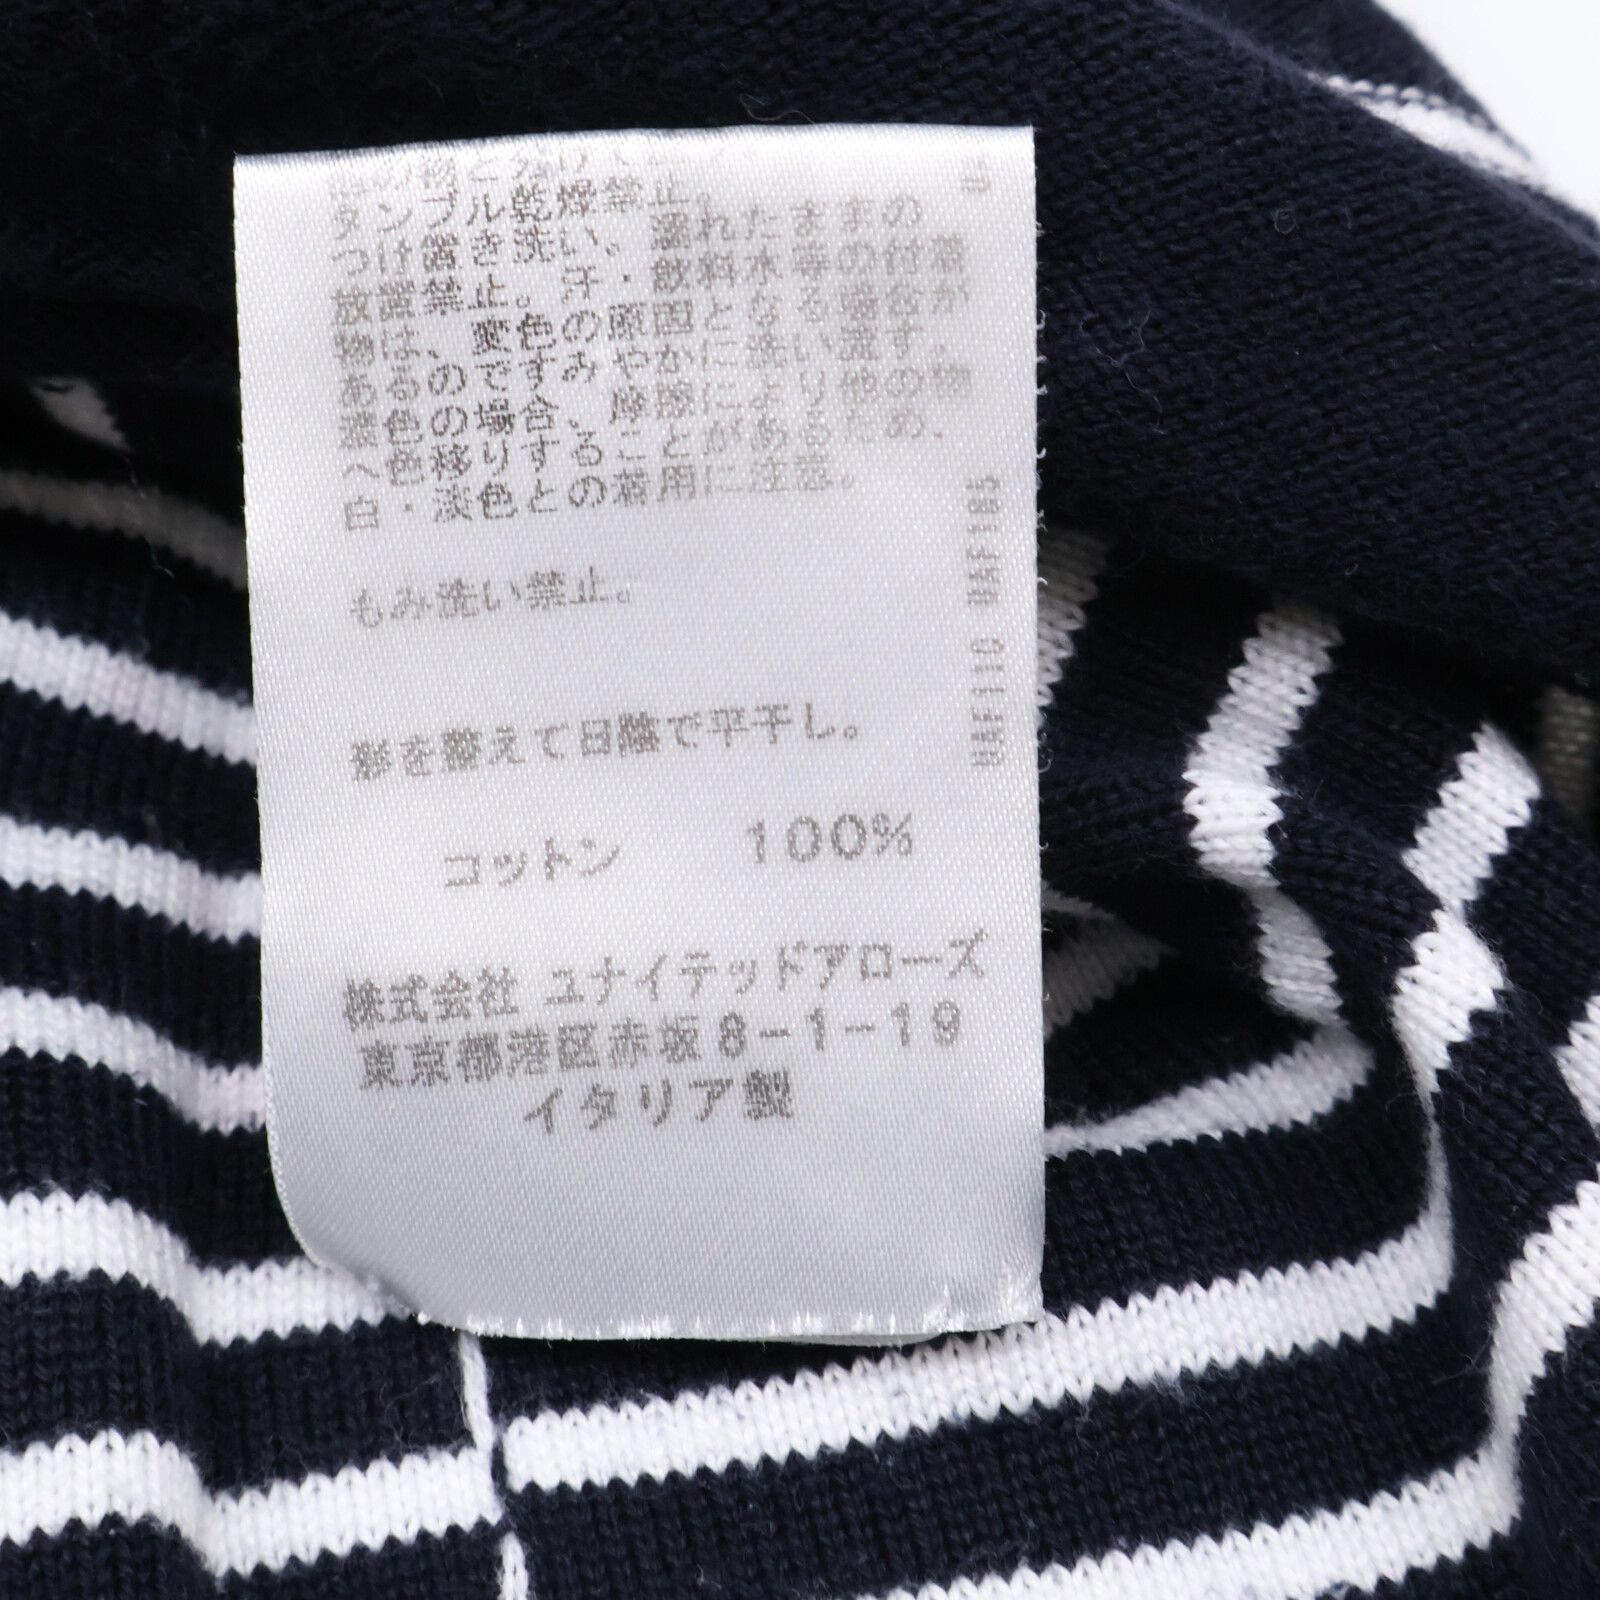 タンブル乾燥禁止。
つけ置き洗い。濡れたままの
放置禁止。汗・飲料水等の付着
物は、変色の原因となる場合が
あるのですみやかに洗い流す。
濃色の場合、摩擦により他の物
へ色移りすることがあるため、
白・淡色との着用に注意。
もみ洗い禁止。
形を整えて日陰で平干し。
コットン 100%
株式会社 ユナイテッドアローズ
東京都港区赤坂8-1-19
イタリア製